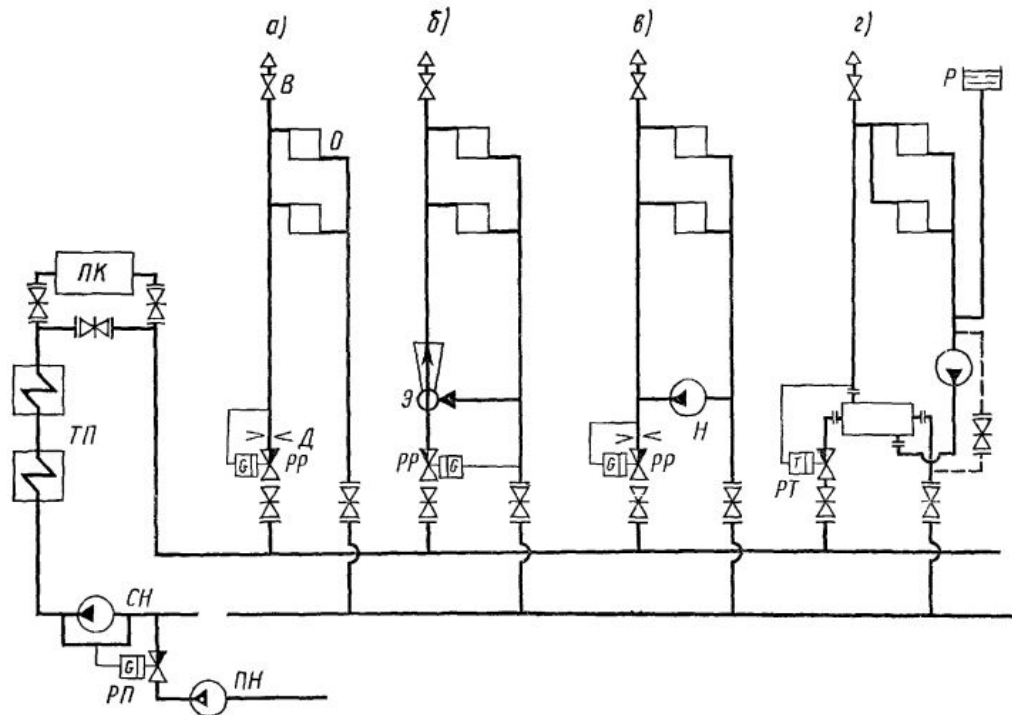 а) б) в) г)
В
Р
О
ПК
ТП
Э
Н
Д
G РР
РР G
G РР
T
РТ
СН
G
РП
ПН